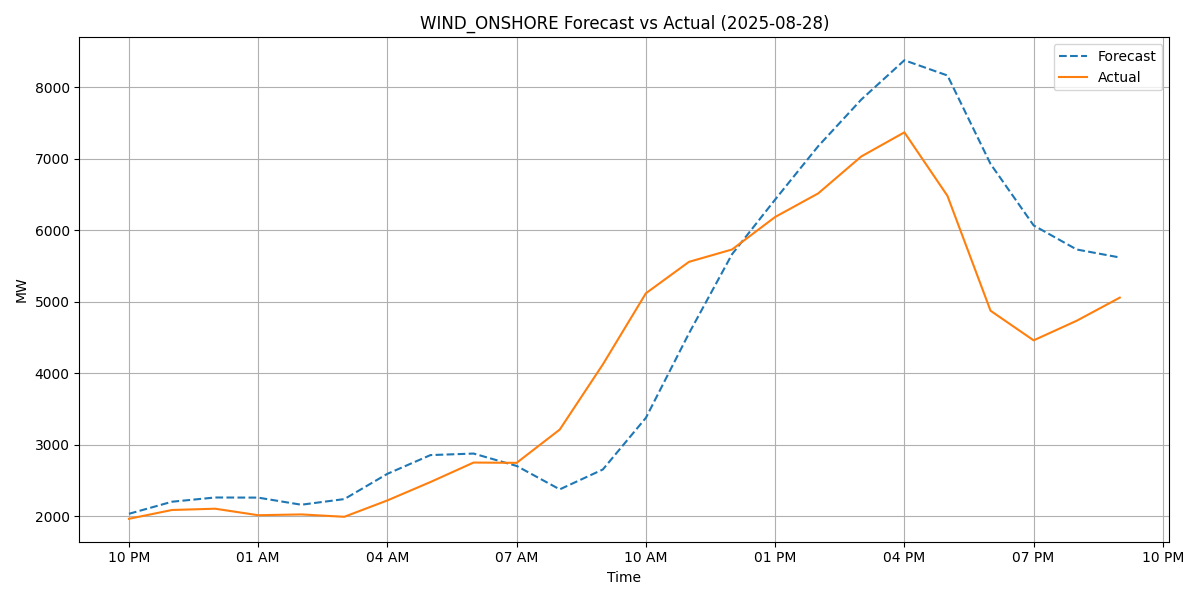 WIND_ONSHORE Forecast vs Actual (2025-08-28)
Forecast
Actual
8000
7000
6000
5000
4000
3000
2000
MW
10 PM 01 AM 04 AM 07 AM 10 AM 01 PM 04 PM 07 PM 10 PM
Time